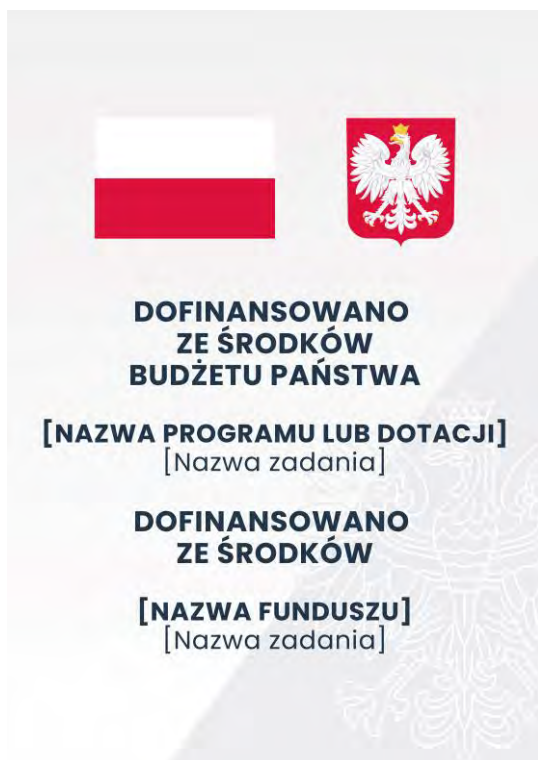 DOFINANSOWANO
ZE ŚRODKÓW
BUDŻETU PAŃSTWA
[NAZWA PROGRAMU LUB DOTACJI]
[Nazwa zadania]
DOFINANSOWANO
ZE ŚRODKÓW
[NAZWA FUNDUSZU]
[Nazwa zadania]